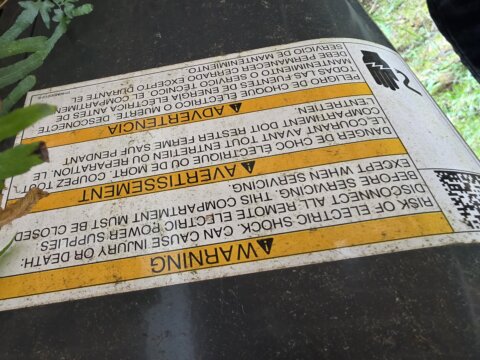 ⚠WARNING
RISK OF ELECTRIC SHOCK. CAN CAUSE INJURY OR DEATH:
DISCONNECT ALL REMOTE ELECTRIC POWER SUPPLIES
BEFORE SERVICING. THIS COMPARTMENT MUST BE CLOSED
EXCEPT WHEN SERVICING.
⚠AVERTISSEMENT
DANGER DE CHOC ÉLECTRIQUE OU DE MORT. COUPEZ TOUT
LE COURANT AVANT TOUT ENTRETIEN OU RÉPARATION. LE
COMPARTIMENT DOIT RESTER FERMÉ SAUF PENDANT
L'ENTRETIEN.
⚠ADVERTENCIA
PELIGRO DE CHOQUES ELÉCTRICO O MUERTE. DESCONECTE
TODAS LAS FUENTES DE ENERGÍA ELÉCTRICA ANTES DE
MANTENIMIENTO O SERVICIO TÉCNICO. EL COMPARTIMEN
DEBE PERMANECER CERRADO EXCEPTO DURANTE EL
SERVICIO DE MANTENIMIENTO